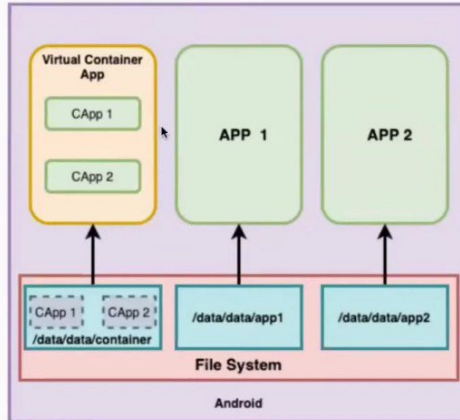 Virtual Container
App
CApp 1
CApp 2
APP 1
APP 2
CApp 1
CApp 2
/data/data/container
/data/data/app1
/data/data/app2
File System
Android